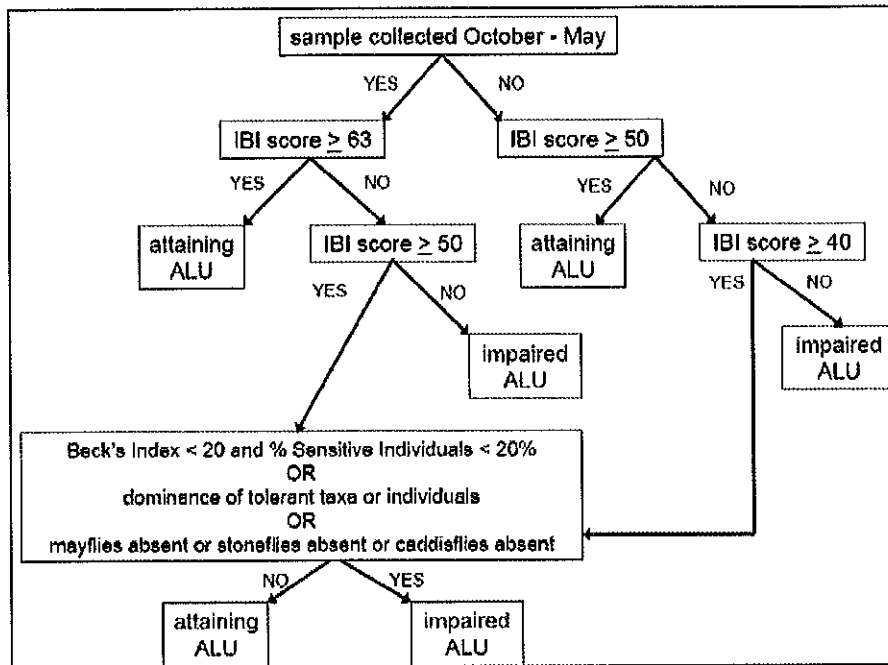 sample collected October - May
YES
NO
IBI score ≥ 63
IBI score ≥ 50
YES
NO
YES
NO
attaining
ALU
IBI score ≥ 50
attaining
ALU
IBI score ≥ 40
YES
NO
YES
NO
impaired
ALU
impaired
ALU
Beck's Index < 20 and % Sensitive Individuals < 20%
OR
dominance of tolerant taxa or individuals
OR
mayflies absent or stoneflies absent or caddisflies absent
NO
YES
attaining
ALU
impaired
ALU